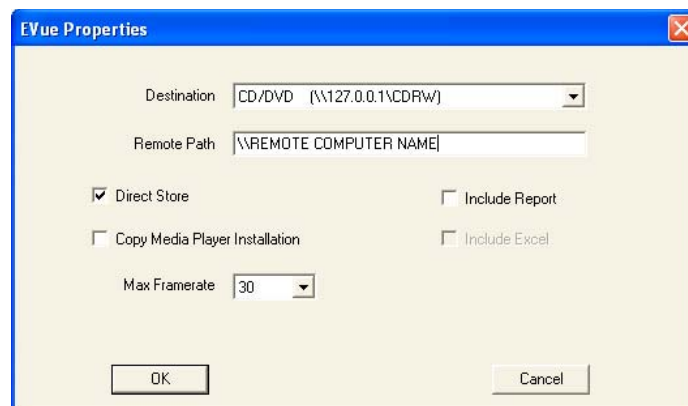 EVue Properties
Destination CD/DVD (\\127.0.0.1\CDRW)
Remote Path \\REMOTE COMPUTER NAME
Direct Store Include Report
Copy Media Player Installation Include Excel
Max Framerate 30
OK Cancel